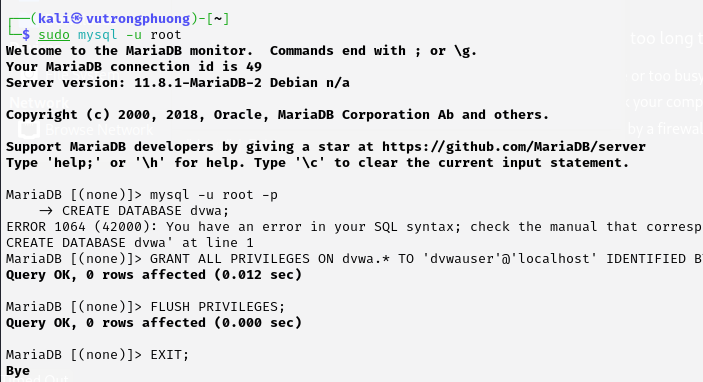 ┌──(kali㉿vutrongphuong)-[~]
└─$ sudo mysql -u root
Welcome to the MariaDB monitor.  Commands end with ; or \g.
Your MariaDB connection id is 49
Server version: 11.8.1-MariaDB-2 Debian n/a
Copyright (c) 2000, 2018, Oracle, MariaDB Corporation Ab and others.
Support MariaDB developers by giving a star at https://github.com/MariaDB/server
Type 'help;' or '\h' for help. Type '\c' to clear the current input statement.
MariaDB [(none)]> mysql -u root -p
    -> CREATE DATABASE dvwa;
ERROR 1064 (42000): You have an error in your SQL syntax; check the manual that corresp
CREATE DATABASE dvwa' at line 1
MariaDB [(none)]> GRANT ALL PRIVILEGES ON dvwa.* TO 'dvwauser'@'localhost' IDENTIFIED B
Query OK, 0 rows affected (0.012 sec)
MariaDB [(none)]> FLUSH PRIVILEGES;
Query OK, 0 rows affected (0.000 sec)
MariaDB [(none)]> EXIT;
Bye
too long t
or too busy
your comp
by a firewal
Network
Browse Network
Out